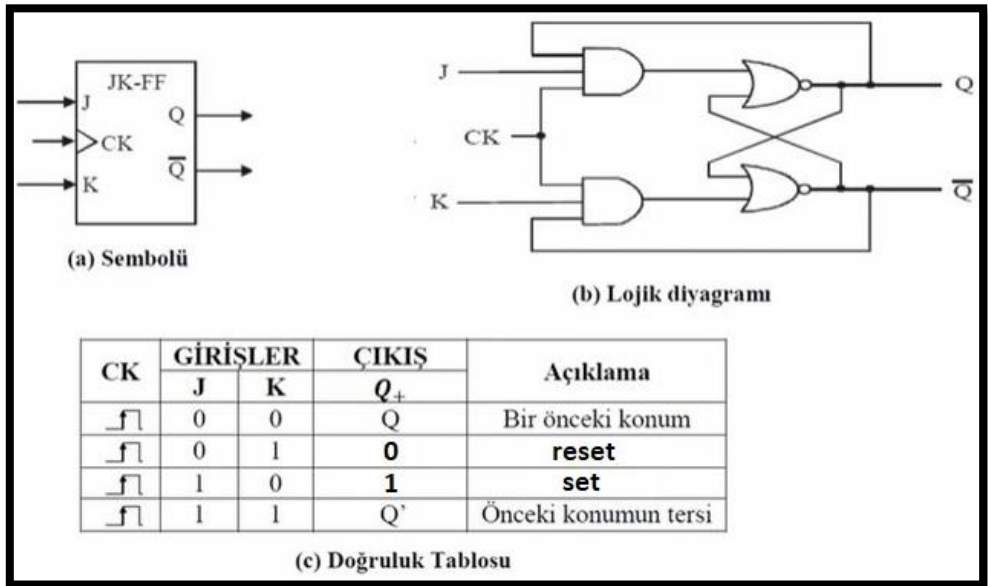 JK-FF
J
Q
CK
K
Q̅
(a) Sembolü
J
CK
K
Q
Q̅
(b) Lojik diyagramı
CK GİRİŞLER ÇIKIŞ Açıklama
J K Q₊
0 0 Q Bir önceki konum
0 1 0 reset
1 0 1 set
1 1 Q' Önceki konumun tersi
(c) Doğruluk Tablosu